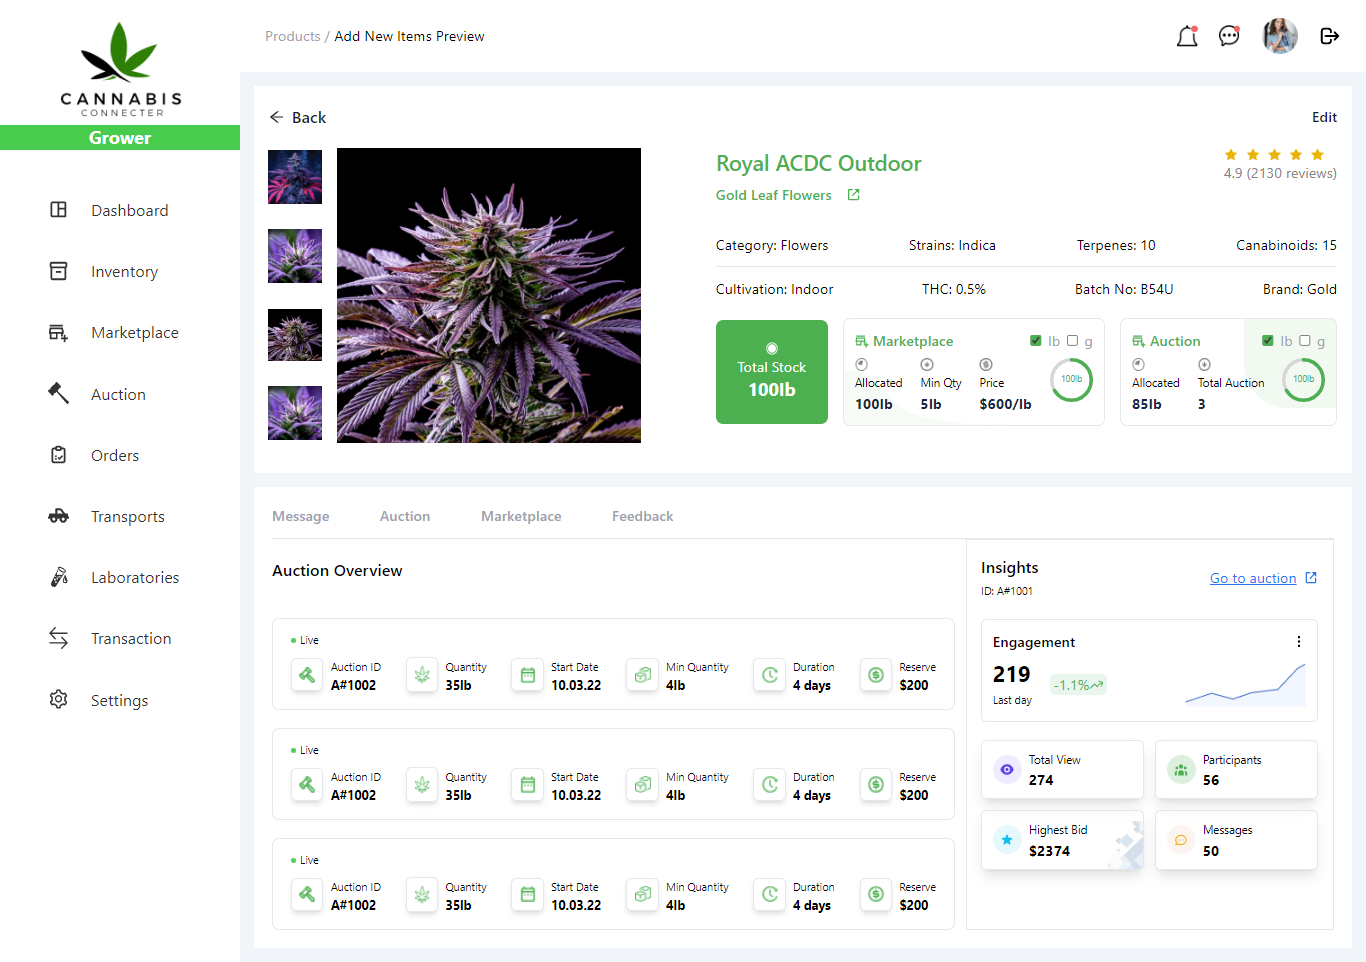 CANNABIS
CONNECTER
Grower
Dashboard
Inventory
Marketplace
Auction
Orders
Transports
Laboratories
Transaction
Settings
Products / Add New Items Preview
Back
Edit
Royal ACDC Outdoor
4.9 (2130 reviews)
Gold Leaf Flowers
Category: Flowers Strains: Indica Terpenes: 10 Canabinoids: 15
Cultivation: Indoor THC: 0.5% Batch No: B54U Brand: Gold
Total Stock
100lb
Marketplace lb g
Allocated Min Qty Price
100lb 5lb $600/lb
100lb
Auction lb g
Allocated Total Auction
85lb 3
100lb
Message Auction Marketplace Feedback
Auction Overview
Live
Auction ID Quantity Start Date Min Quantity Duration Reserve
A#1002 35lb 10.03.22 4lb 4 days $200
Live
Auction ID Quantity Start Date Min Quantity Duration Reserve
A#1002 35lb 10.03.22 4lb 4 days $200
Live
Auction ID Quantity Start Date Min Quantity Duration Reserve
A#1002 35lb 10.03.22 4lb 4 days $200
Insights
ID: A#1001
Go to auction
Engagement
219
-1.1%
Last day
Total View
274
Participants
56
Highest Bid
$2374
Messages
50